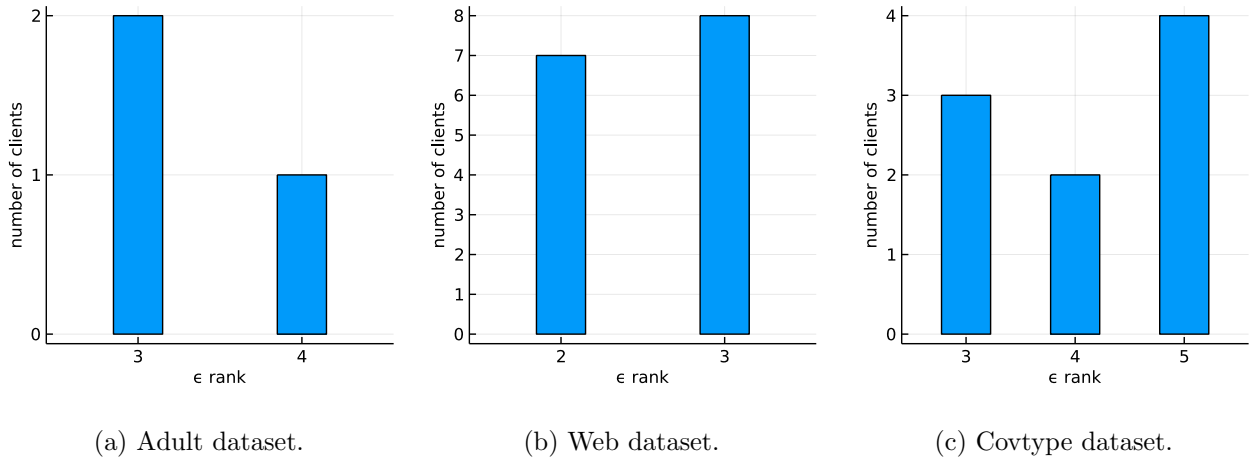 2
1
0
number of clients
3 4
ϵ rank
(a) Adult dataset.
8
7
6
5
4
3
2
1
0
number of clients
2 3
ϵ rank
(b) Web dataset.
4
3
2
1
0
number of clients
3 4 5
ϵ rank
(c) Covtype dataset.